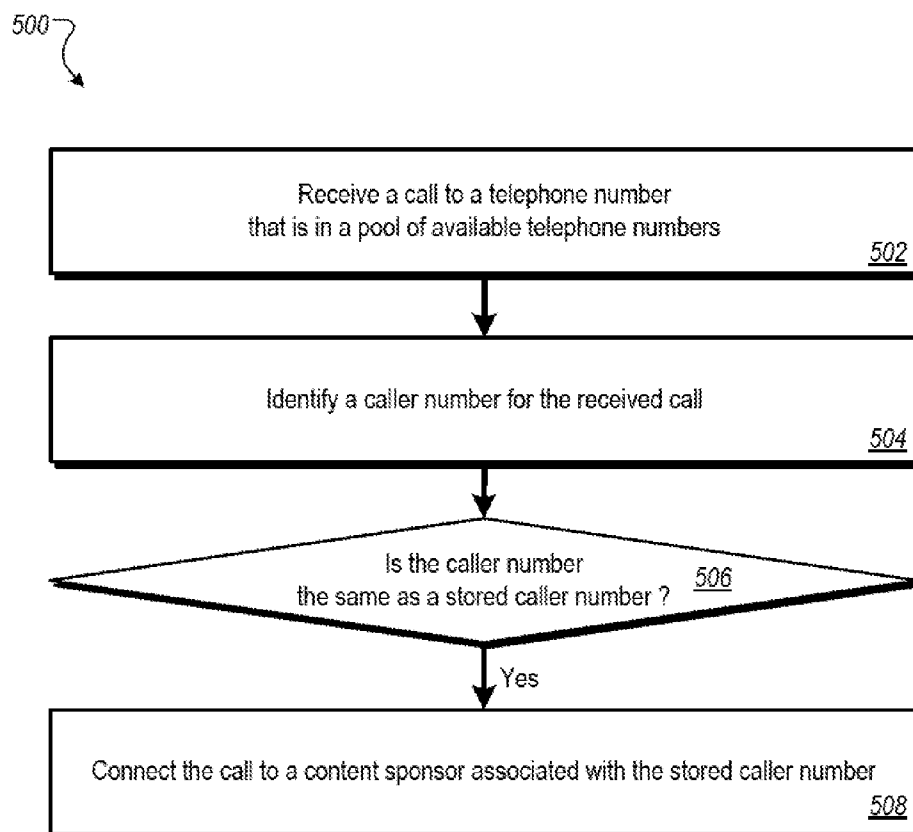 500
Receive a call to a telephone number
that is in a pool of available telephone numbers
502
Identify a caller number for the received call
504
Is the caller number
the same as a stored caller number ?
506
Yes
Connect the call to a content sponsor associated with the stored caller number
508